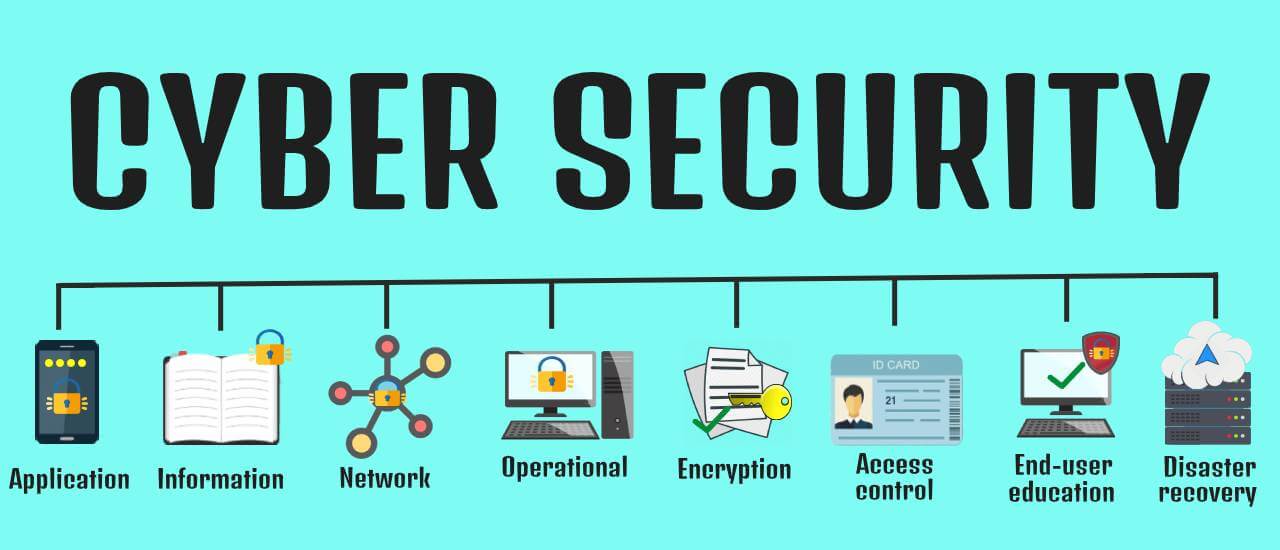 CYBER SECURITY
ID CARD
21
Application
Information
Network
Operational
Encryption
Access
control
End-user
education
Disaster
recovery